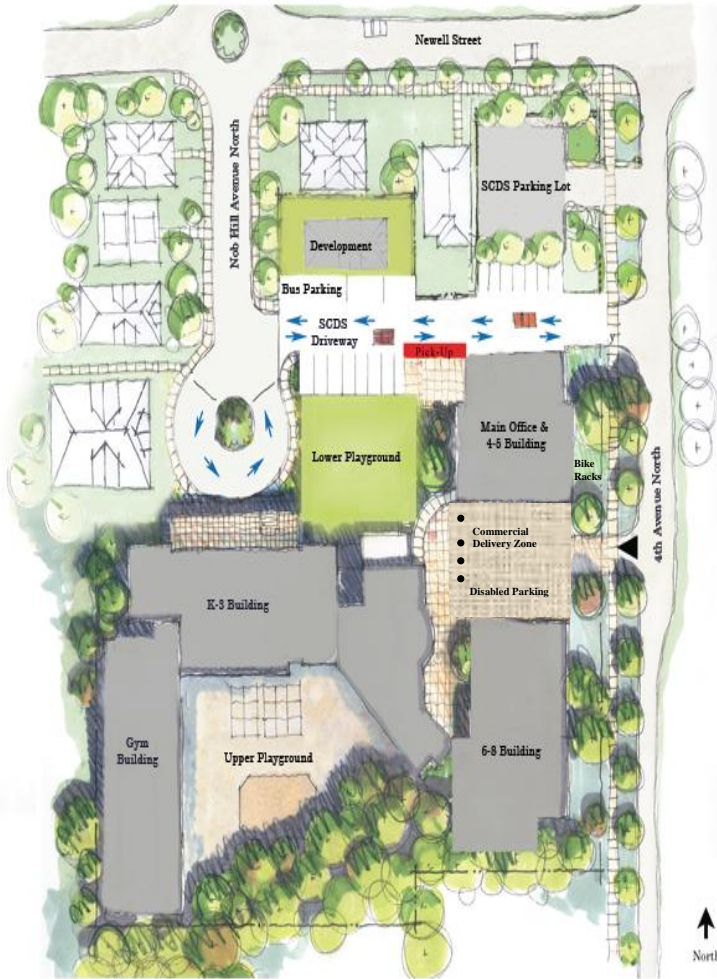 Newell Street
Nob Hill Avenue North
SCDS Parking Lot
Development
Bus Parking
SCDS
Driveway
Pick-Up
Main Office &
4-5 Building
Lower Playground
Bike
Racks
Commercial
Delivery Zone
4th Avenue North
Disabled Parking
K-3 Building
Gym
Building
Upper Playground
6-8 Building
North